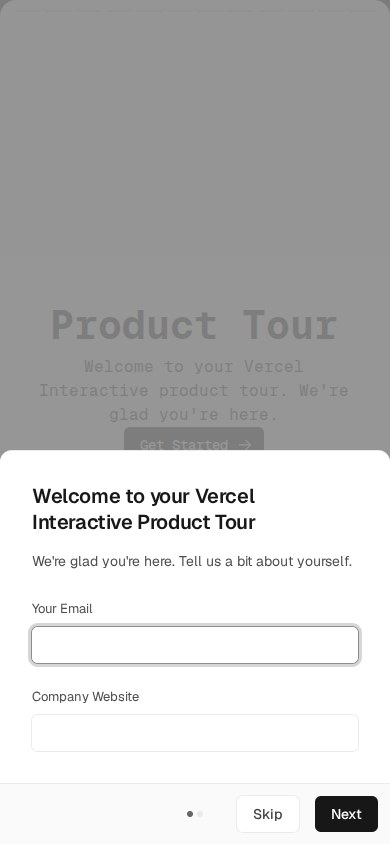 Product Tour
Welcome to your Vercel
Interactive product tour. We're
glad you're here.
Get Started →
Welcome to your Vercel
Interactive Product Tour
We're glad you're here. Tell us a bit about yourself.
Your Email
Company Website
Skip
Next